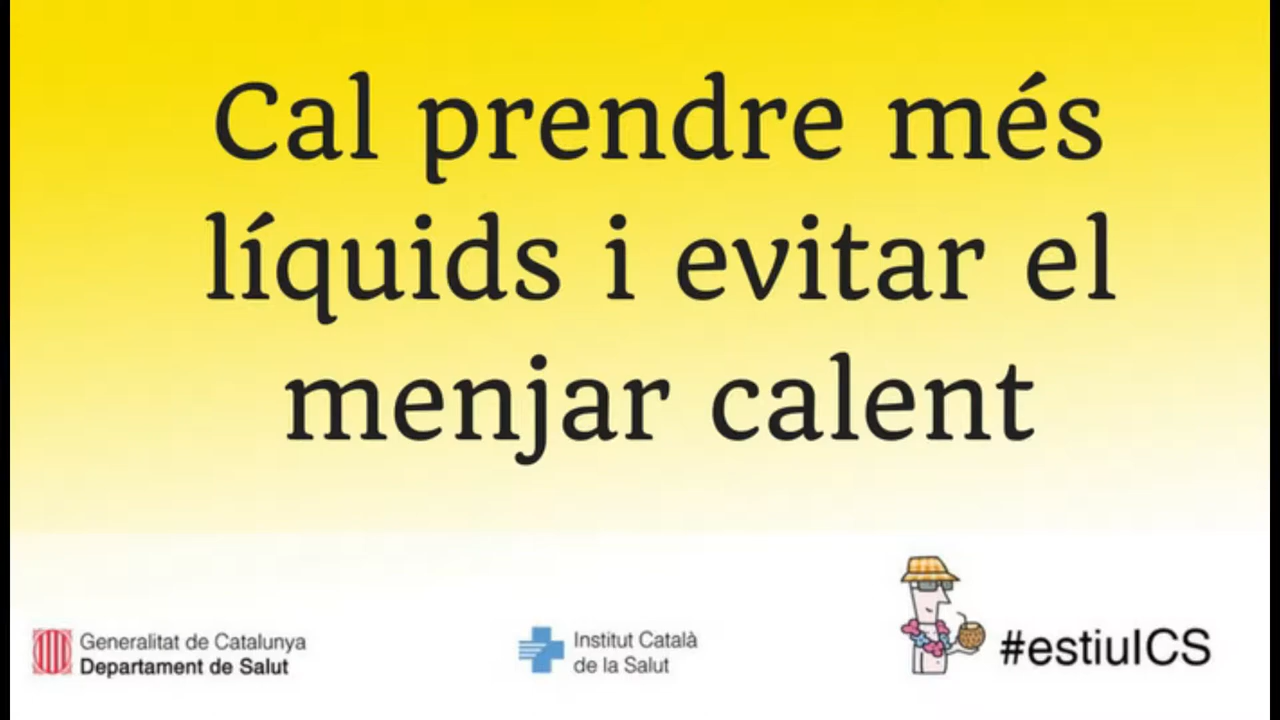 Cal prendre més
líquids i evitar el
menjar calent
Generalitat de Catalunya
Departament de Salut
Institut Català
de la Salut
#estiuICS